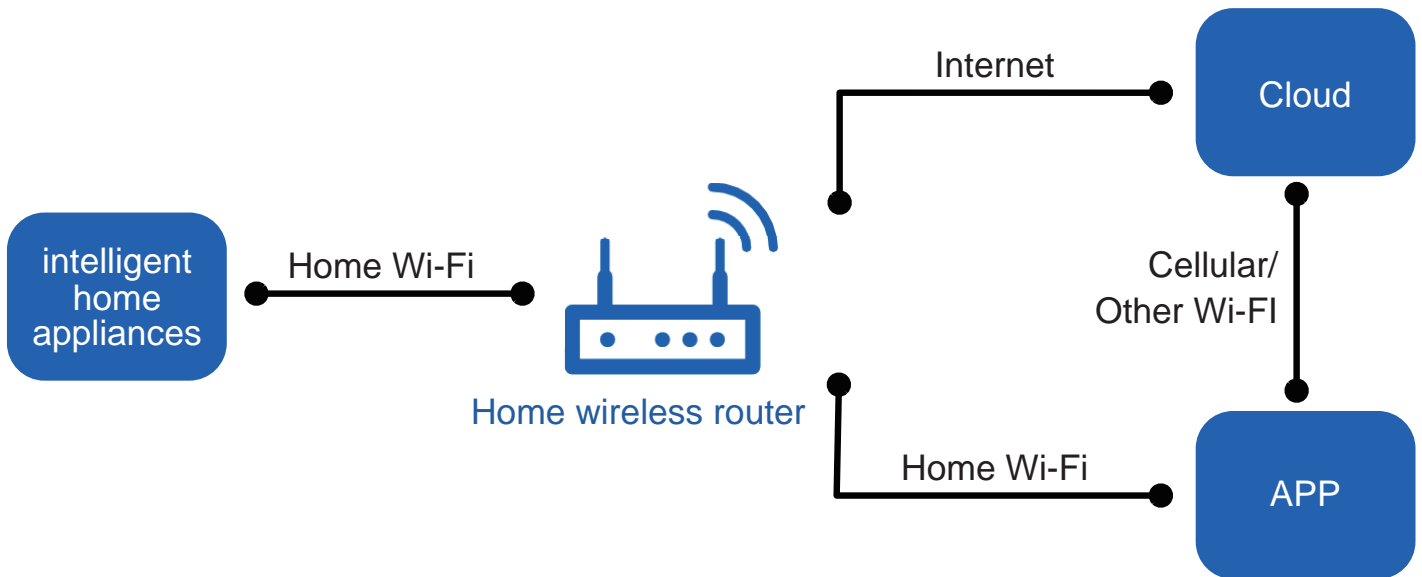 Internet
Cloud
intelligent
home
appliances
Home Wi-Fi
Cellular/
Other Wi-FI
Home wireless router
Home Wi-Fi
APP